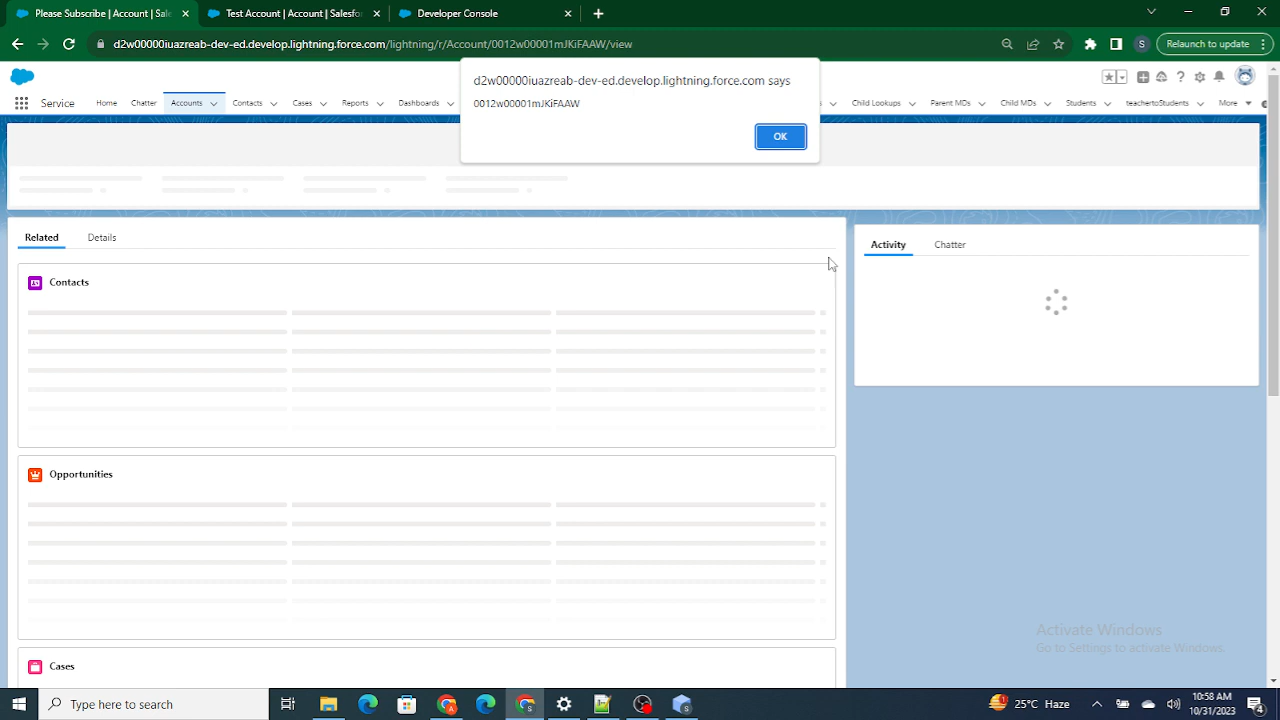 Please Subscribe | Account | Sale
Test Account | Account | Salesfo
Developer Console
d2w00000iuazreab-dev-ed.develop.lightning.force.com/lightning/r/Account/0012w00001mJKiFAAW/view
S
Relaunch to update
d2w00000iuazreab-dev-ed.develop.lightning.force.com says
0012w00001mJKiFAAW
OK
Service
Home
Chatter
Accounts
Contacts
Cases
Reports
Dashboards
Child Lookups
Parent MDs
Child MDs
Students
teachertoStudents
More
Related
Details
Activity
Chatter
Contacts
Opportunities
Cases
Activate Windows
Go to Settings to activate Windows.
Type here to search
25°C Haze
10:58 AM
10/31/2023